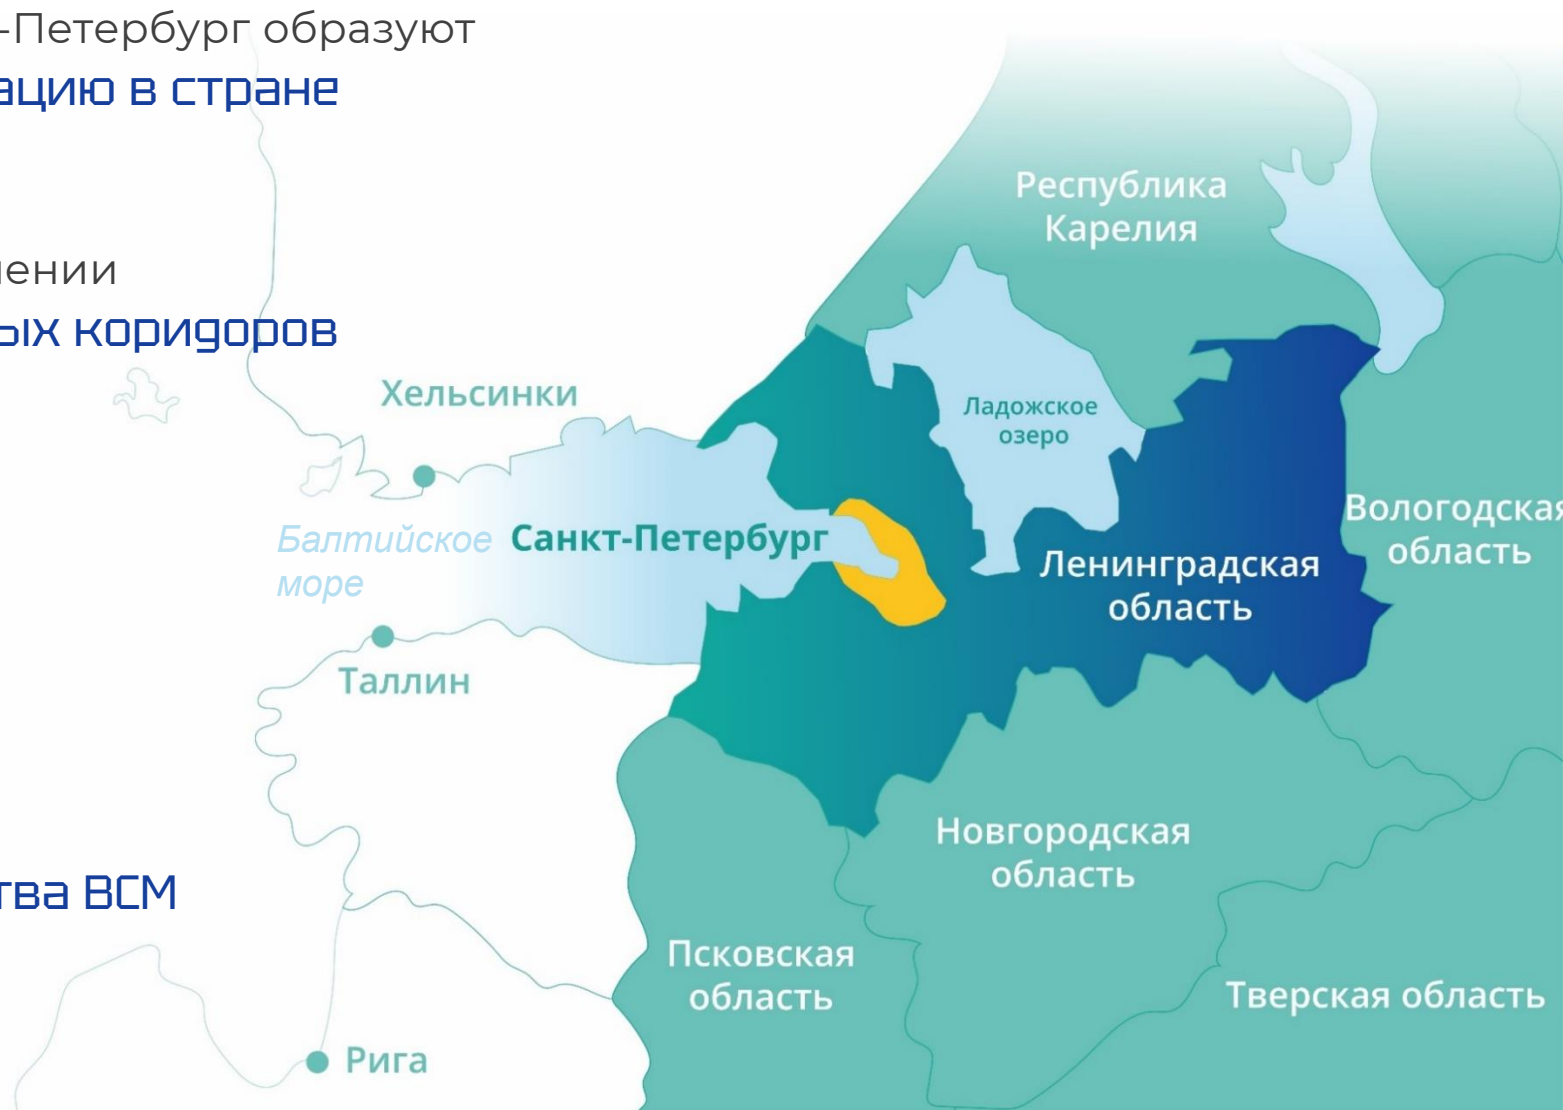 -Петербург образуют
ацию в стране
ении
ых коридоров
тва ВСМ
Республика
Карелия
Хельсинки
Ладожское
озеро
Балтийское
море
Санкт-Петербург
Ленинградская
область
Вологодская
область
Таллин
Новгородская
область
Псковская
область
Тверская область
Рига